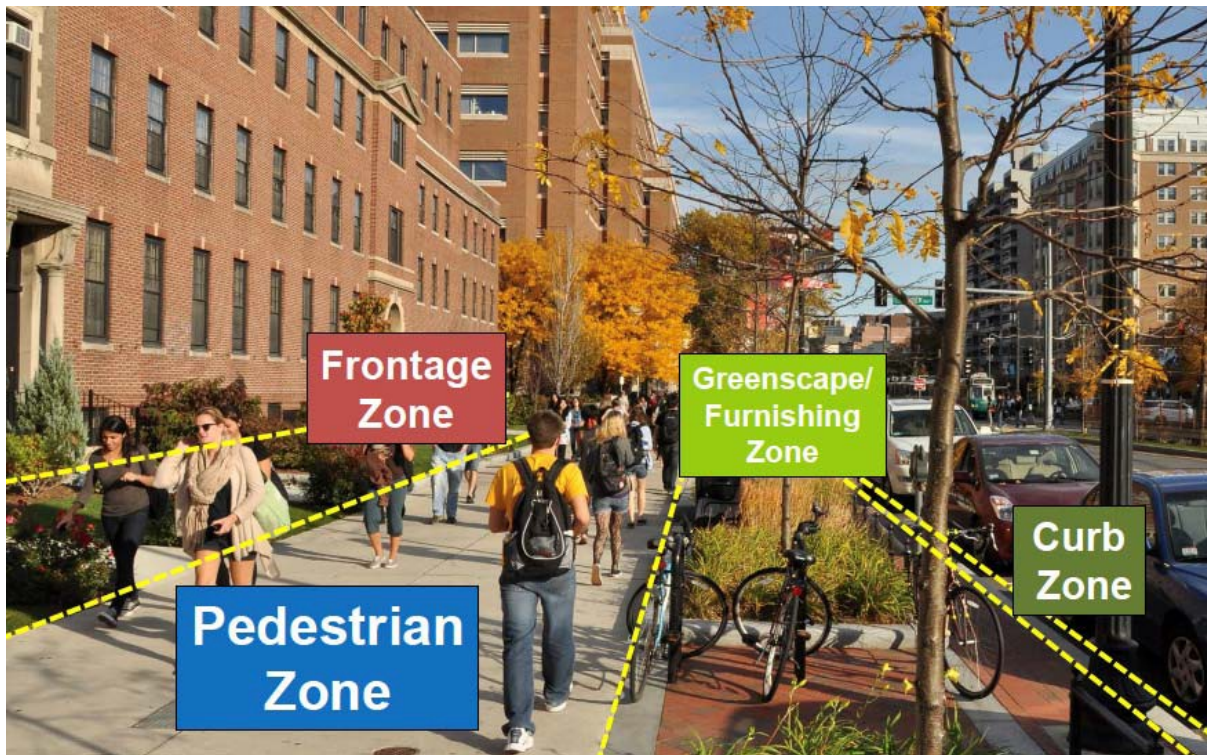 Frontage
Zone
Greenscape/
Furnishing
Zone
Curb
Zone
Pedestrian
Zone